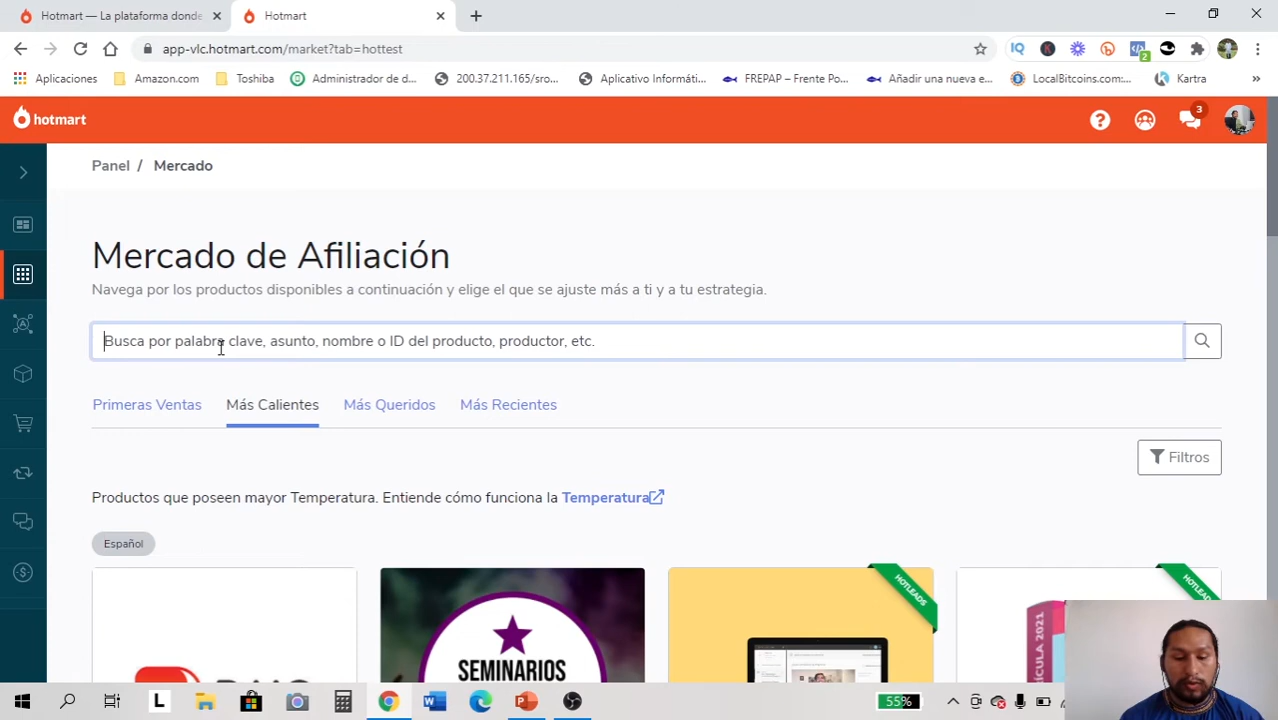 Hotmart — La plataforma donde
Hotmart
app-vlc.hotmart.com/market?tab=hottest
2
Aplicaciones
Amazon.com
Toshiba
Administrador de d...
200.37.211.165/sro...
Aplicativo Informáti...
FREPAP – Frente Po...
Añadir una nueva e...
LocalBitcoins.com:...
Kartra
»
hotmart
3
Panel / Mercado
Mercado de Afiliación
Navega por los productos disponibles a continuación y elige el que se ajuste más a ti y a tu estrategia.
Busca por palabra clave, asunto, nombre o ID del producto, productor, etc.
Primeras Ventas
Más Calientes
Más Queridos
Más Recientes
Filtros
Productos que poseen mayor Temperatura. Entiende cómo funciona la Temperatura
Español
SEMINARIOS
HOTLEADS
ÍCULA 2021
55%